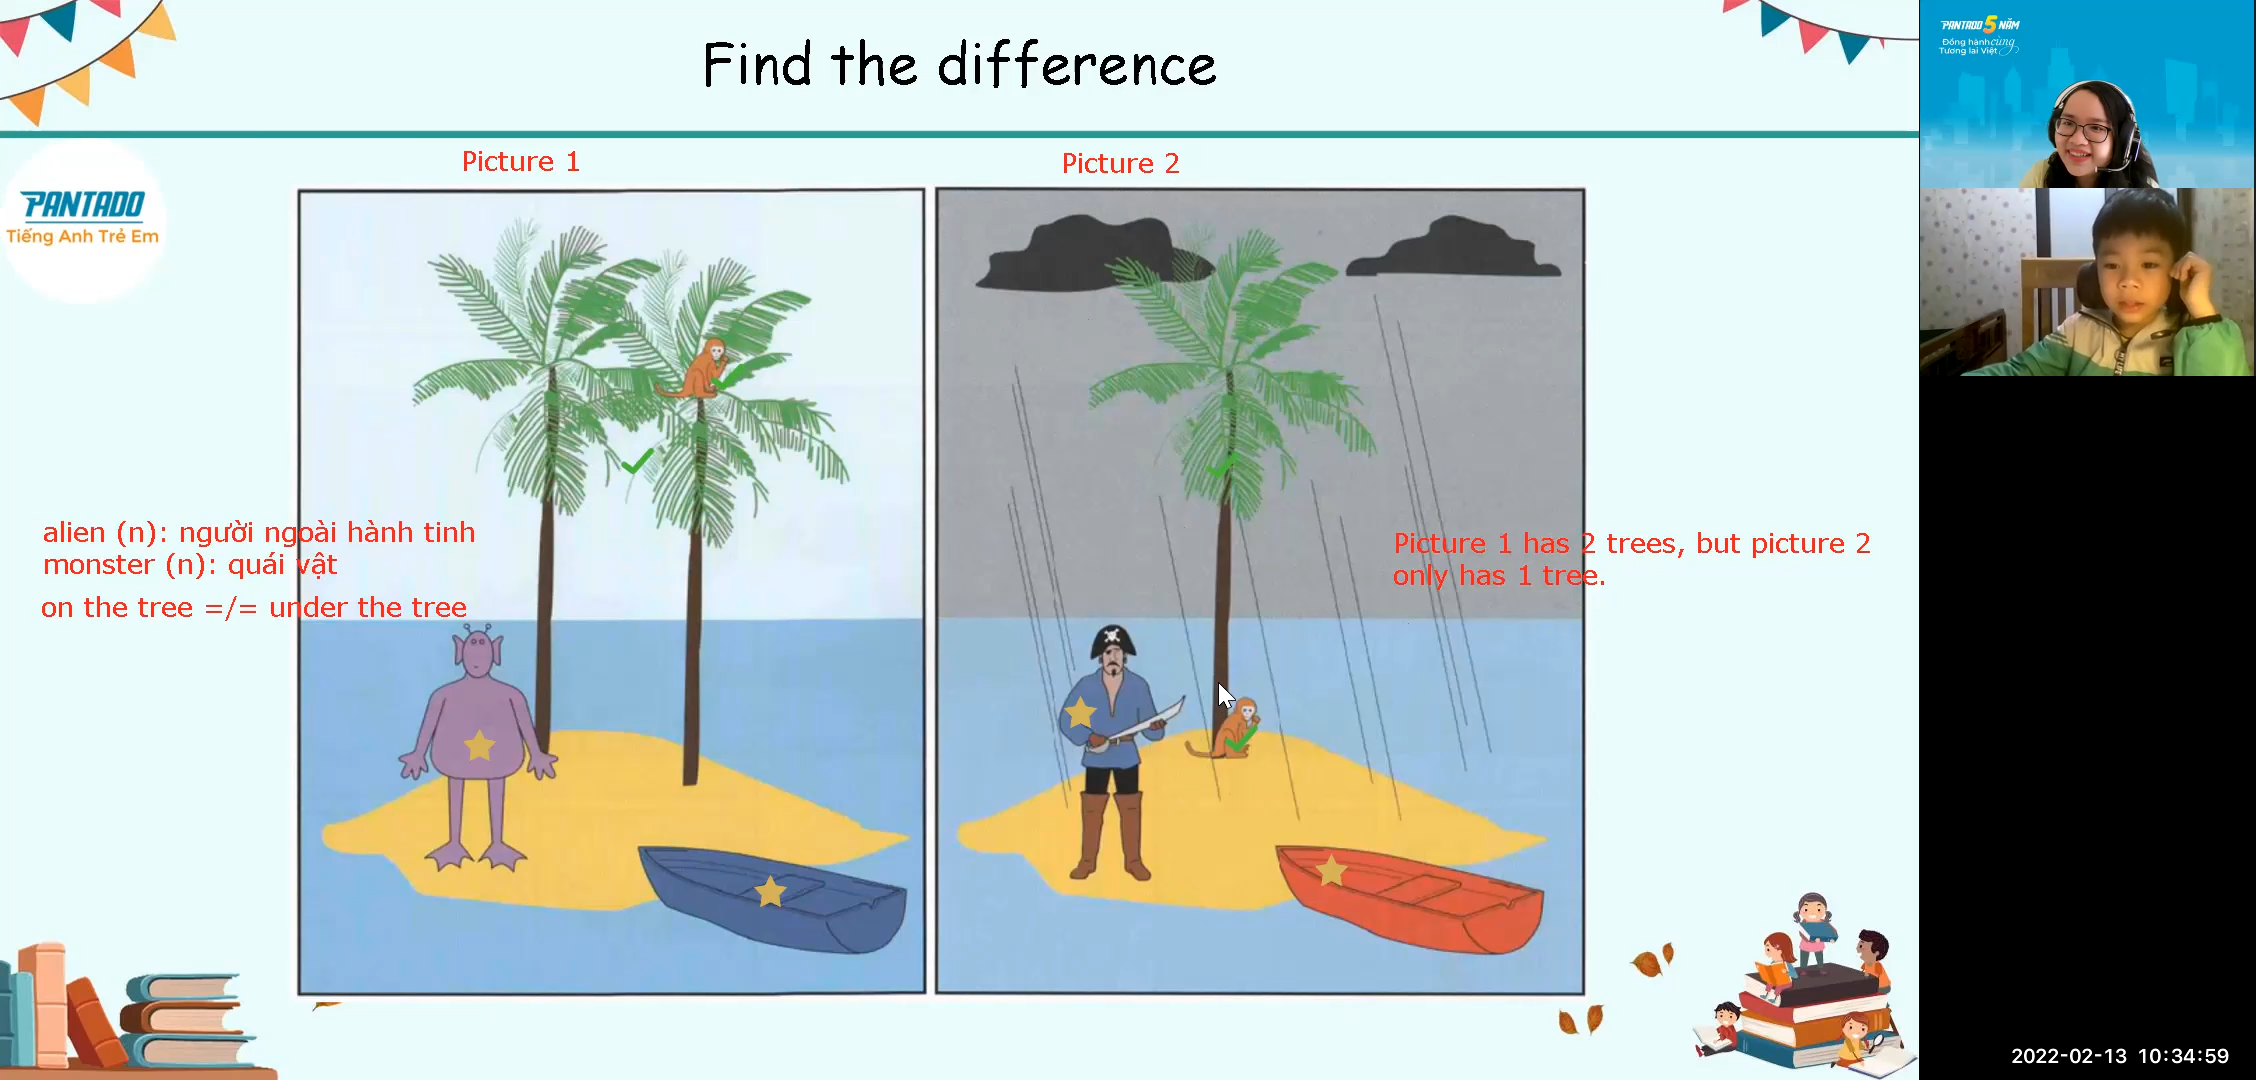 Find the difference
PANTADO 5 NĂM
Đồng hành cùng
Tương lai Việt
Picture 1
Picture 2
PANTADO
Tiếng Anh Trẻ Em
alien (n): người ngoài hành tinh
monster (n): quái vật
on the tree =/= under the tree
Picture 1 has 2 trees, but picture 2
only has 1 tree.
2022-02-13 10:34:59